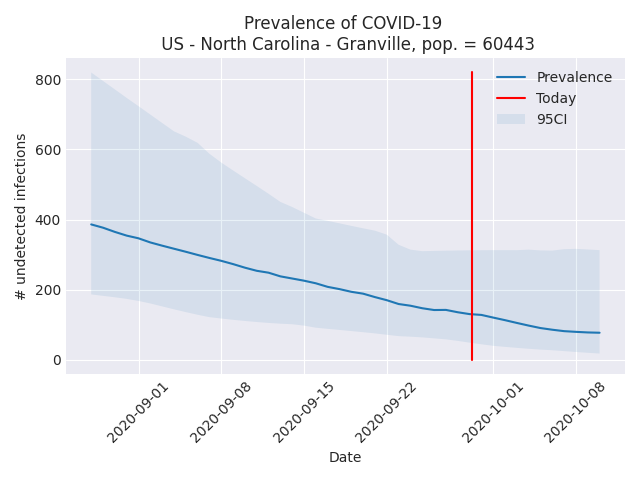 Prevalence of COVID-19
US - North Carolina - Granville, pop. = 60443
# undetected infections
800
600
400
200
0
Prevalence
Today
95CI
2020-09-01
2020-09-08
2020-09-15
2020-09-22
2020-10-01
2020-10-08
Date